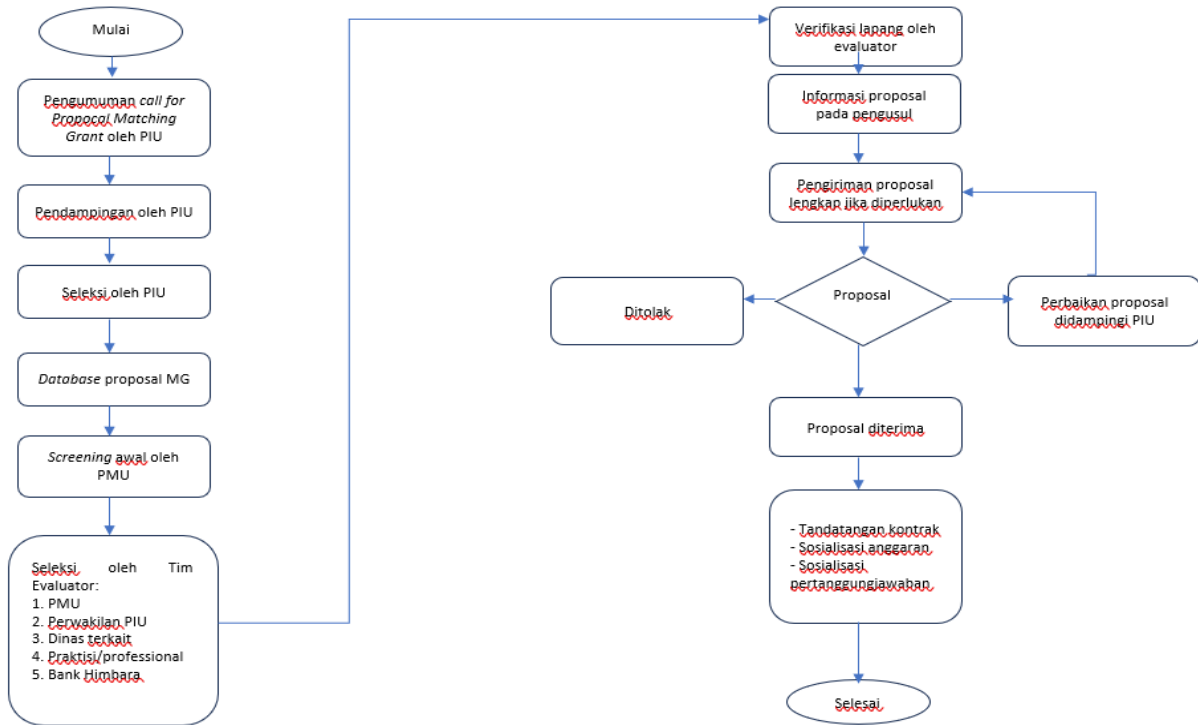 Mulai
Pengumuman call for
Propocal Matching
Grant oleh PIU
Pendampingan oleh PIU
Seleksi oleh PIU
Database proposal MG
Screening awal oleh
PMU
Seleksi oleh Tim
Evaluator:
1. PMU
2. Perwakilan PIU
3. Dinas terkait
4. Praktisi/professional
5. Bank Himbara
Verifikasi lapang oleh
evaluator
Informasi proposal
pada pengusul
Pengiriman proposal
lengkap jika diperlukan
Proposal
Ditolak
Perbaikan proposal
didampingi PIU
Proposal diterima
- Tandatangan kontrak
- Sosialisasi anggaran
- Sosialisasi
pertanggungjawaban
Selesai